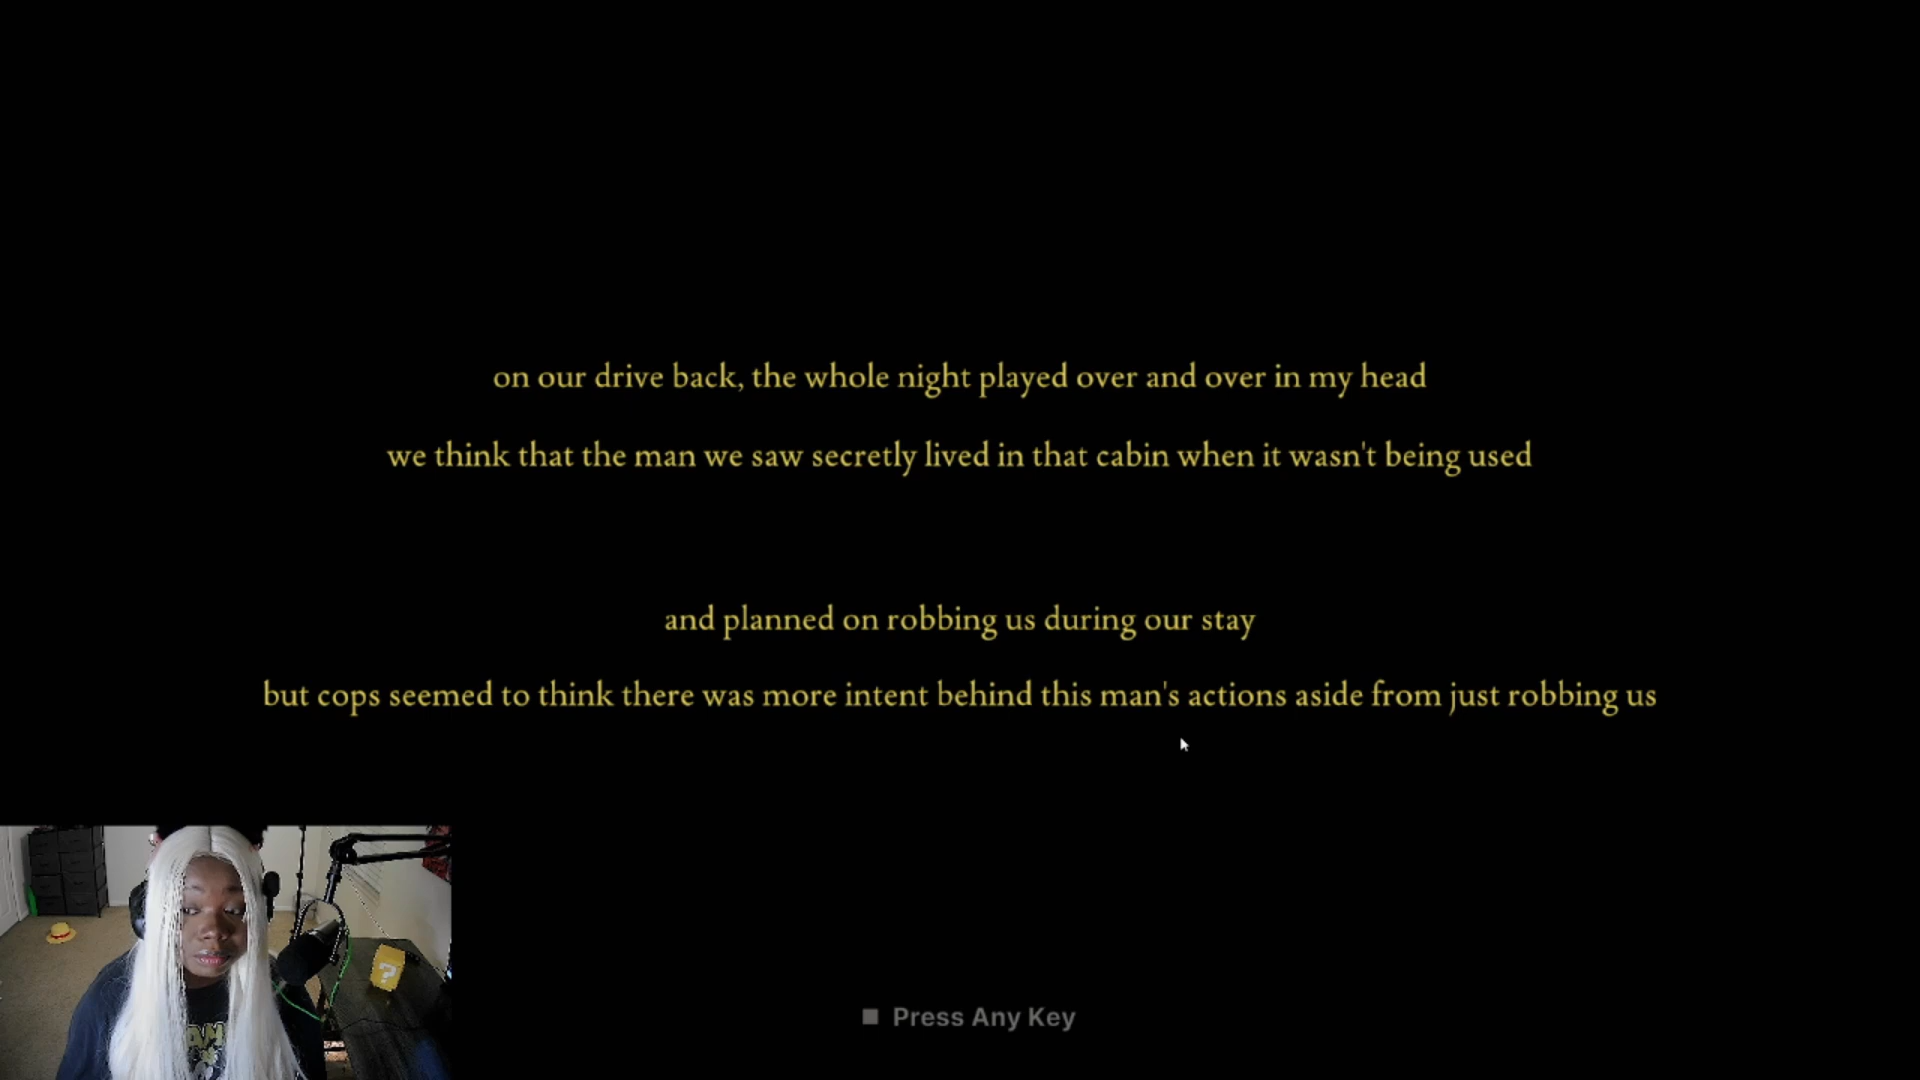 on our drive back, the whole night played over and over in my head
we think that the man we saw secretly lived in that cabin when it wasn't being used
and planned on robbing us during our stay
but cops seemed to think there was more intent behind this man's actions aside from just robbing us
?
Press Any Key